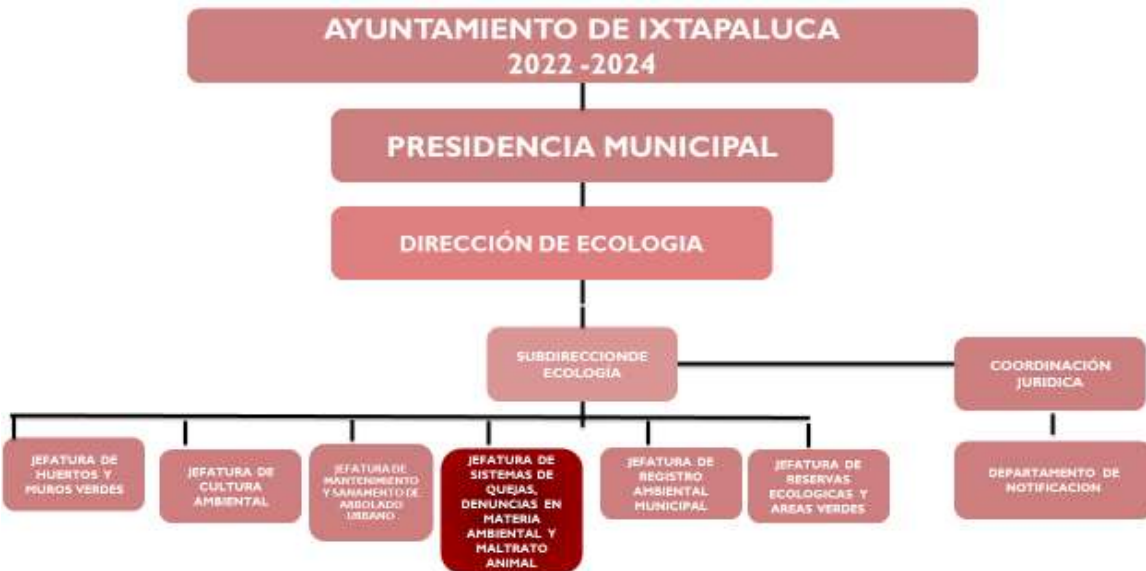 AYUNTAMIENTO DE IXTAPALUCA
2022 -2024
PRESIDENCIA MUNICIPAL
DIRECCIÓN DE ECOLOGIA
SUBDIRECCIONDE
ECOLOGÍA
COORDINACIÓN
JURIDICA
JEFATURA DE
HUERTOS Y
MUROS VERDES
JEFATURA DE
CULTURA
AMBIENTAL
JEFATURA DE
MANTENIMIENTO
Y SANAMENTO DE
ARBOLADO
URBANO
JEFATURA DE
SISTEMAS DE
QUEJAS,
DENUNCIAS EN
MATERIA
AMBIENTAL Y
MALTRATO
ANIMAL
JEFATURA DE
REGISTRO
AMBIENTAL
MUNICIPAL
JEFATURA DE
RESERVAS
ECOLOGICAS Y
AREAS VERDES
DEPARTAMENTO DE
NOTIFICACION